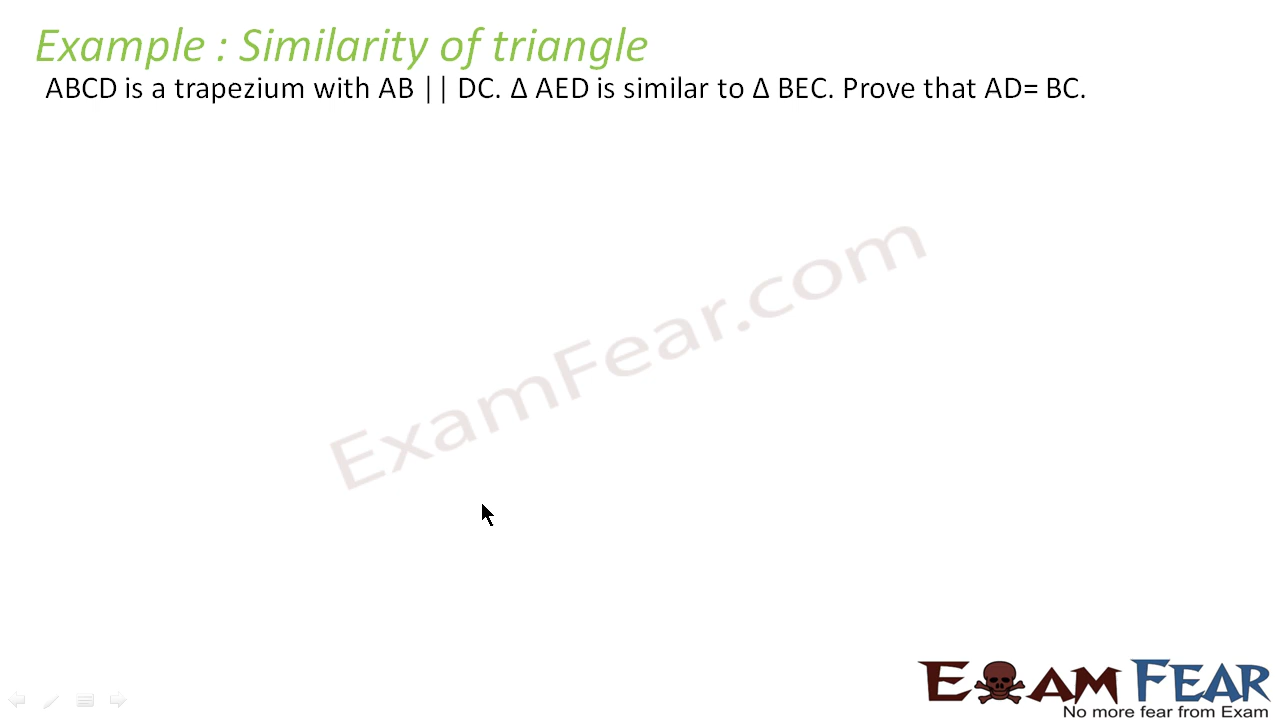 Example : Similarity of triangle
ABCD is a trapezium with AB || DC. Δ AED is similar to Δ BEC. Prove that AD= BC.
ExamFear.com
EXAM FEAR
No more fear from Exam